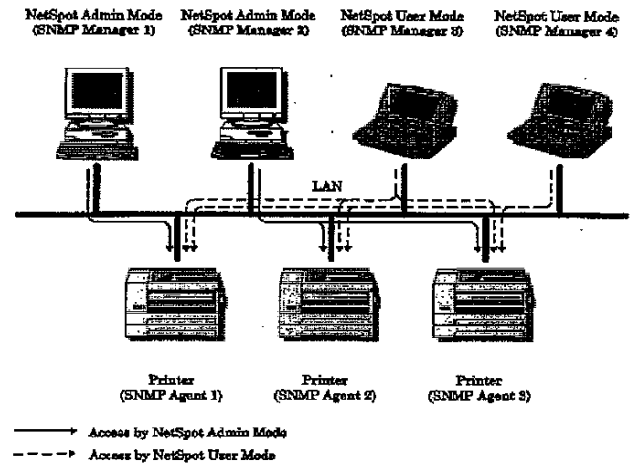 NetSpot Admin Mode
(SNMP Manager 1)
NetSpot Admin Mode
(SNMP Manager 2)
NetSpot User Mode
(SNMP Manager 3)
NetSpot User Mode
(SNMP Manager 4)
LAN
Printer
(SNMP Agent 1)
Printer
(SNMP Agent 2)
Printer
(SNMP Agent 3)
Access by NetSpot Admin Mode
Access by NetSpot User Mode